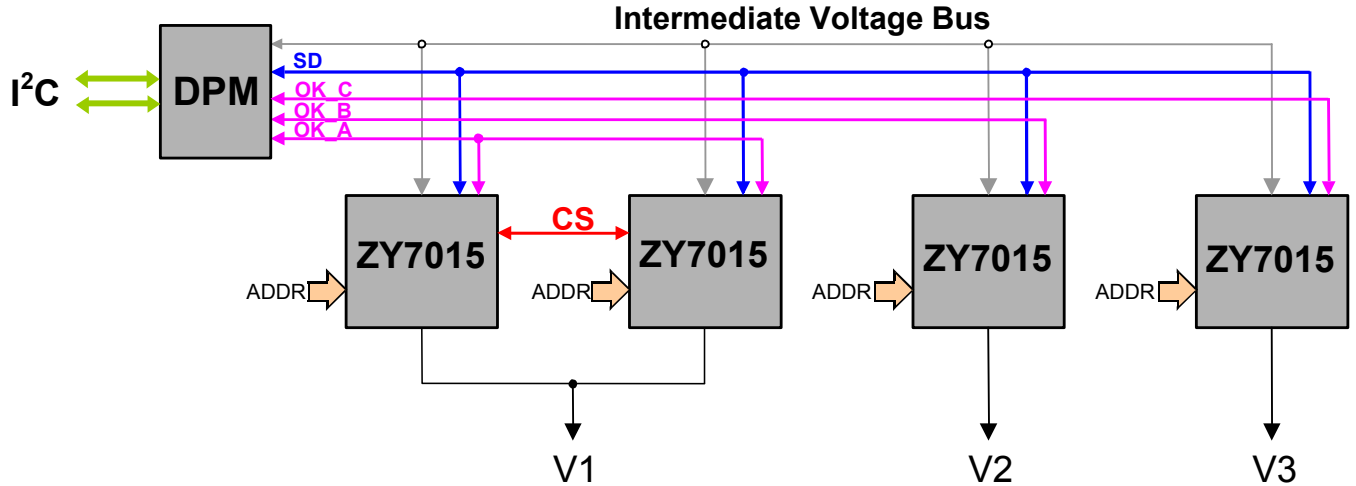 Intermediate Voltage Bus
I²C
DPM
SD
OK_C
OK_B
OK_A
CS
ZY7015
ZY7015
ZY7015
ZY7015
ADDR
ADDR
ADDR
ADDR
V1
V2
V3